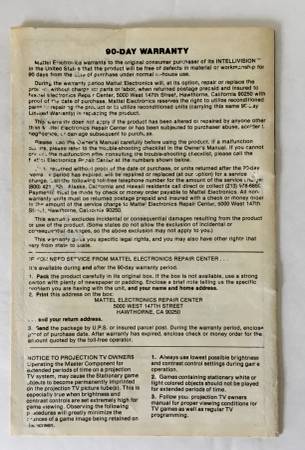 90-DAY WARRANTY
Mattel Electronics warrants to the original consumer purchaser of its INTELLIVISION™
in the United States that the product will be free of defects in material or workmanship for
90 days from the date of purchase under normal in-house use.
During the warranty period Mattel Electronics will, at its option, repair or replace the
product without charge for parts or labor, when returned postage prepaid and insured to
Mattel Electronics Repair Center, 5000 West 147th Street, Hawthorne, California 90250 with
proof of the date of purchase. Mattel Electronics reserves the right to utilize reconditioned
parts in repairing the product or to utilize reconditioned units (carrying this same 90-Day
Limited Warranty) in replacing the product.
This warranty does not apply if the product has been altered or repaired by anyone other
than a Mattel Electronics Repair Center or has been subjected to purchaser abuse,
negligence, or damage subsequent to purchase.
Please read the Owner's Manual carefully before using the product. If a malfunction
occurs, please refer to the trouble-shooting checklist in the Owner's Manual. If you cannot
the malfunction after consulting the troubleshooting checklist, please call the
Mattel Electronics Repair Center at the numbers shown below.
returned without proof of the date of purchase, or units returned after the 90-day
period has expired, will be repaired or replaced (at our option) for a service
charge. Call the following toll-free telephone number for the amount of the service charge:
(800) 421. Alaska, California and Hawaii residents call direct or collect (213)
Payments must be made by check or money order payable to Mattel Electronics. All non-
warranty units must be returned postage prepaid and insured with a check or money order
in the amount of the service charge to Mattel Electronics Repair Center, 5000 West 147th
Street, Hawthorne, California 90250.
This warranty excludes incidental or consequential damages resulting from the product
or use of the product. (Some states do not allow the exclusion of incidental or
consequential damages, so the above exclusion may not apply to you.)
This warranty gives you specific legal rights, and you may also have other rights that
vary from state to state.
IF YOU NEED SERVICE FROM MATTEL ELECTRONICS REPAIR CENTER . . .
It's available during and after the 90-day warranty period.
1. Pack the product carefully in its original box. If the box is not available, use a strong
carton with plenty of newspaper or padding. Enclose a brief note telling us the specific
problem you are having with the unit, and your name and home address.
2. Print this address on the box:
MATTEL ELECTRONICS REPAIR CENTER
5000 WEST 147TH STREET
HAWTHORNE, CA 90250
and your return address.
3. Send the package by U.P.S. or insured parcel post. During the warranty period, enclose
proof of purchase date. After warranty has expired, enclose check or money order for the
amount quoted by the toll-free operator.
NOTICE TO PROJECTION TV OWNERS
Operating the Master Component for
extended periods of time on a projection
TV system, may cause the Stationary game
objects to become permanently imprinted
on the projection TV picture tube(s). This is
especially true when brightness and
contrast controls are set extremely high for
game viewing. Observing the following
procedures will greatly minimize the
chances of a game image being retained on
the screen.
1. Always use lowest possible brightness
and contrast control settings during game
operation.
2. Games containing stationary white or
light colored objects should not be played
for extended periods of time.
3. Follow your projection TV owners
manual for proper viewing conditions for
TV games as well as regular TV
programming.